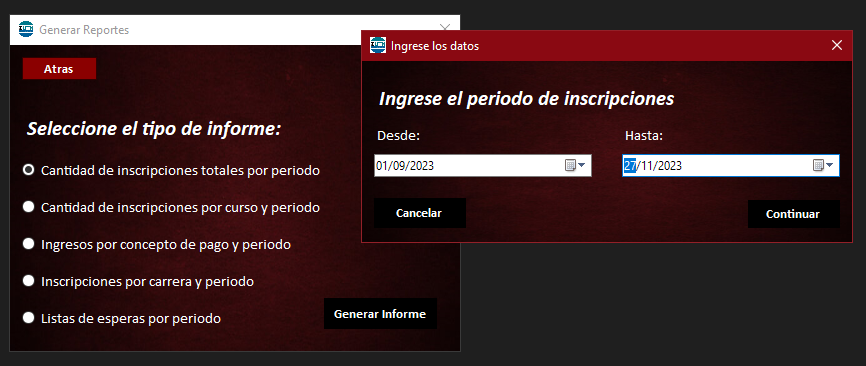 Generar Reportes
Atras
Seleccione el tipo de informe:
Cantidad de inscripciones totales por periodo
Cantidad de inscripciones por curso y periodo
Ingresos por concepto de pago y periodo
Inscripciones por carrera y periodo
Listas de esperas por periodo
Generar Informe
Ingrese los datos
Ingrese el periodo de inscripciones
Desde: Hasta:
01/09/2023 27/11/2023
Cancelar Continuar